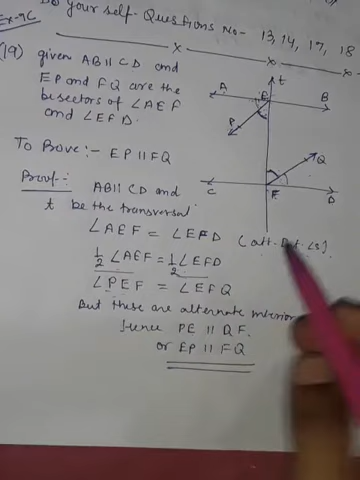 Do your self- Questions No- 13, 14, 17, 18
Ex-7C
x x x
(19) given AB॥CD and
EP and FQ are the
bisectors of ∠AEF
and ∠EFD.
t
A E B
P
Q
C F D
To Prove:- EP॥FQ
Proof:- AB॥CD and
t be the transversal
∠AEF = ∠EFD (alt. Int. ∠s).
1/2 ∠AEF = 1/2 ∠EFD
∠PEF = ∠EFQ
But these are alternate interior
hence PE ॥ QF.
or EP ॥ FQ